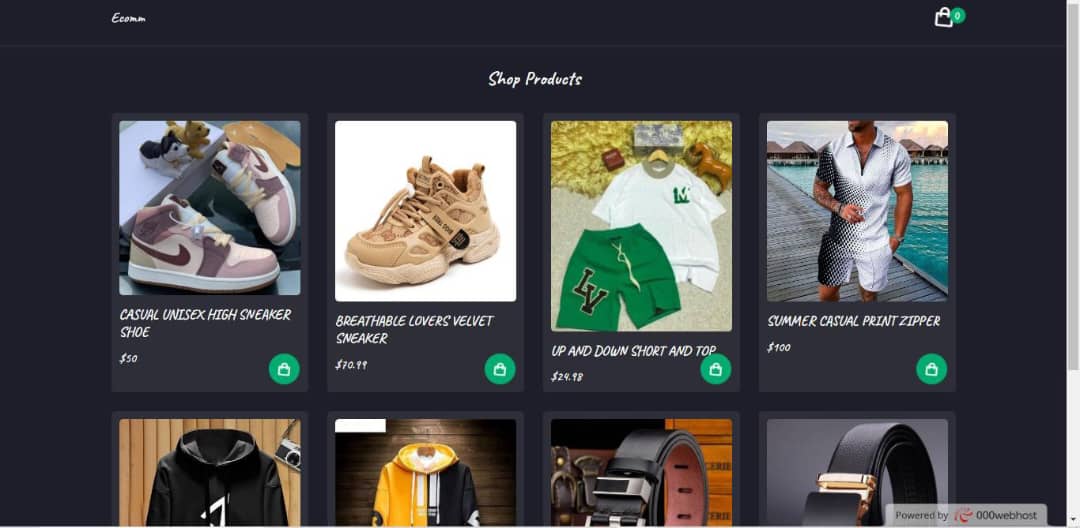 Ecomm
0
Shop Products
CASUAL UNISEX HIGH SNEAKER
SHOE
$50
BREATHABLE LOVERS VELVET
SNEAKER
$70.99
LV
UP AND DOWN SHORT AND TOP
$24.98
SUMMER CASUAL PRINT ZIPPER
$100
Powered by 000webhost